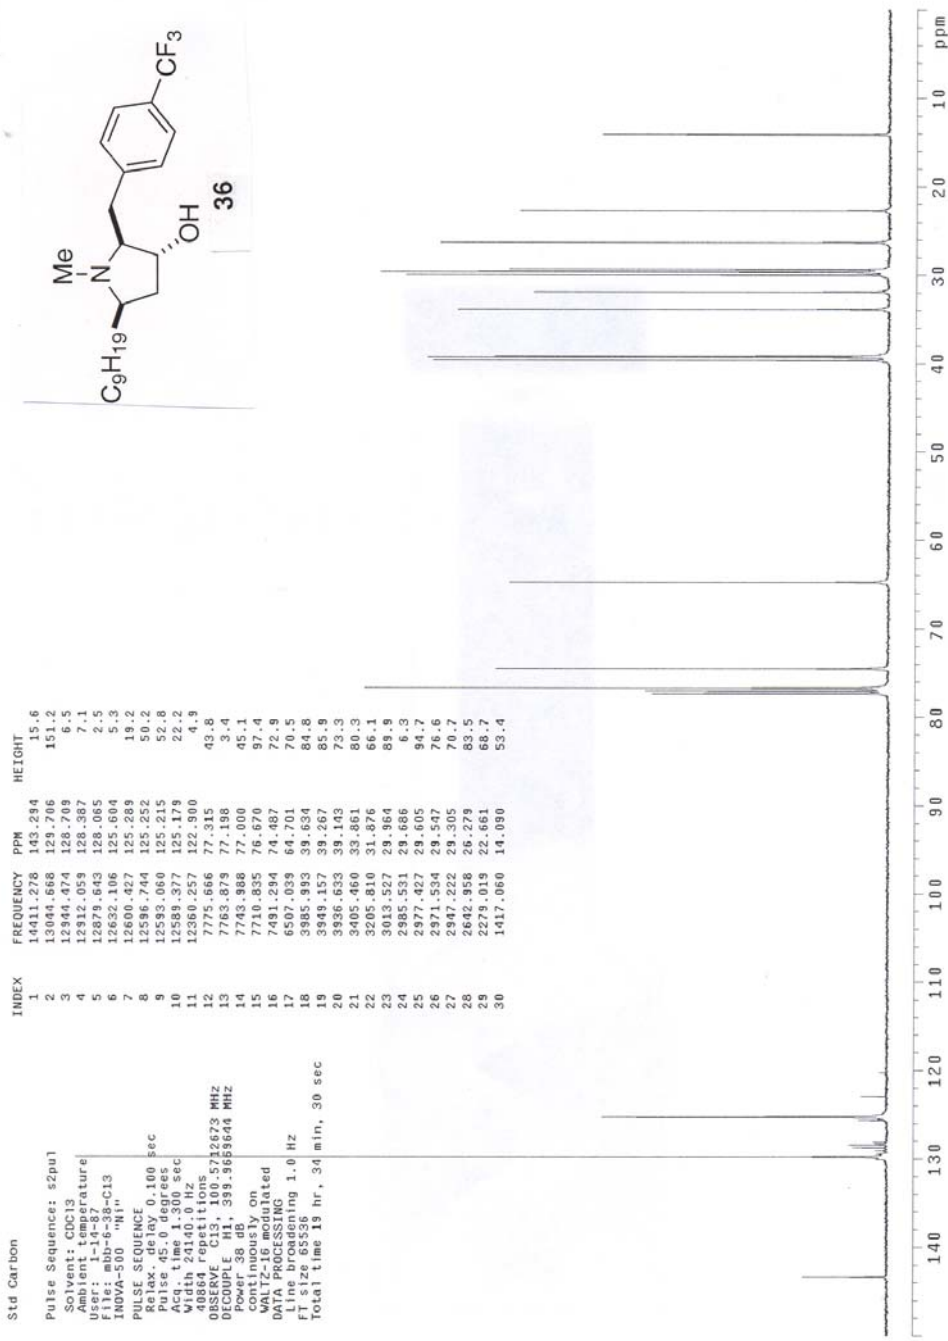 Std Carbon
Pulse Sequence: s2pul
Solvent: CDCl3
Ambient temperature
User: 1-14-87
File: mbb-6-38-C13
INOVA-500 "Ni"
PULSE SEQUENCE
Relax. delay 0.100 sec
Pulse 45.0 degrees
Acq. time 1.300 sec
Width 24140.0 Hz
40864 repetitions
OBSERVE C13, 100.5712673 MHz
DECOUPLE H1, 399.9669644 MHz
Power 38 dB
continuously on
WALTZ-16 modulated
DATA PROCESSING
Line broadening 1.0 Hz
FT size 65536
Total time 19 hr, 34 min, 30 sec
INDEX FREQUENCY PPM HEIGHT
1 14411.278 143.294 15.6
2 13044.668 129.706 151.2
3 12944.474 128.709 6.5
4 12912.059 128.387 7.1
5 12879.643 128.065 2.5
6 12632.106 125.604 5.3
7 12600.427 125.289 19.2
8 12596.744 125.252 50.2
9 12593.060 125.215 52.8
10 12589.377 125.179 22.2
11 12360.257 122.900 4.9
12 7775.666 77.315 43.8
13 7763.879 77.198 3.4
14 7743.988 77.000 45.1
15 7710.835 76.670 97.4
16 7491.294 74.487 72.9
17 6507.039 64.701 70.5
18 3985.993 39.634 84.8
19 3949.157 39.267 85.9
20 3936.633 39.143 73.3
21 3405.460 33.861 80.3
22 3205.810 31.876 66.1
23 3013.527 29.964 89.9
24 2985.531 29.686 6.3
25 2977.427 29.605 94.7
26 2971.534 29.547 76.6
27 2947.222 29.305 70.7
28 2642.958 26.279 83.5
29 2279.019 22.661 68.7
30 1417.060 14.090 53.4
Me
N
C9H19
CF3
OH
36
140 130 120 110 100 90 80 70 60 50 40 30 20 10 ppm